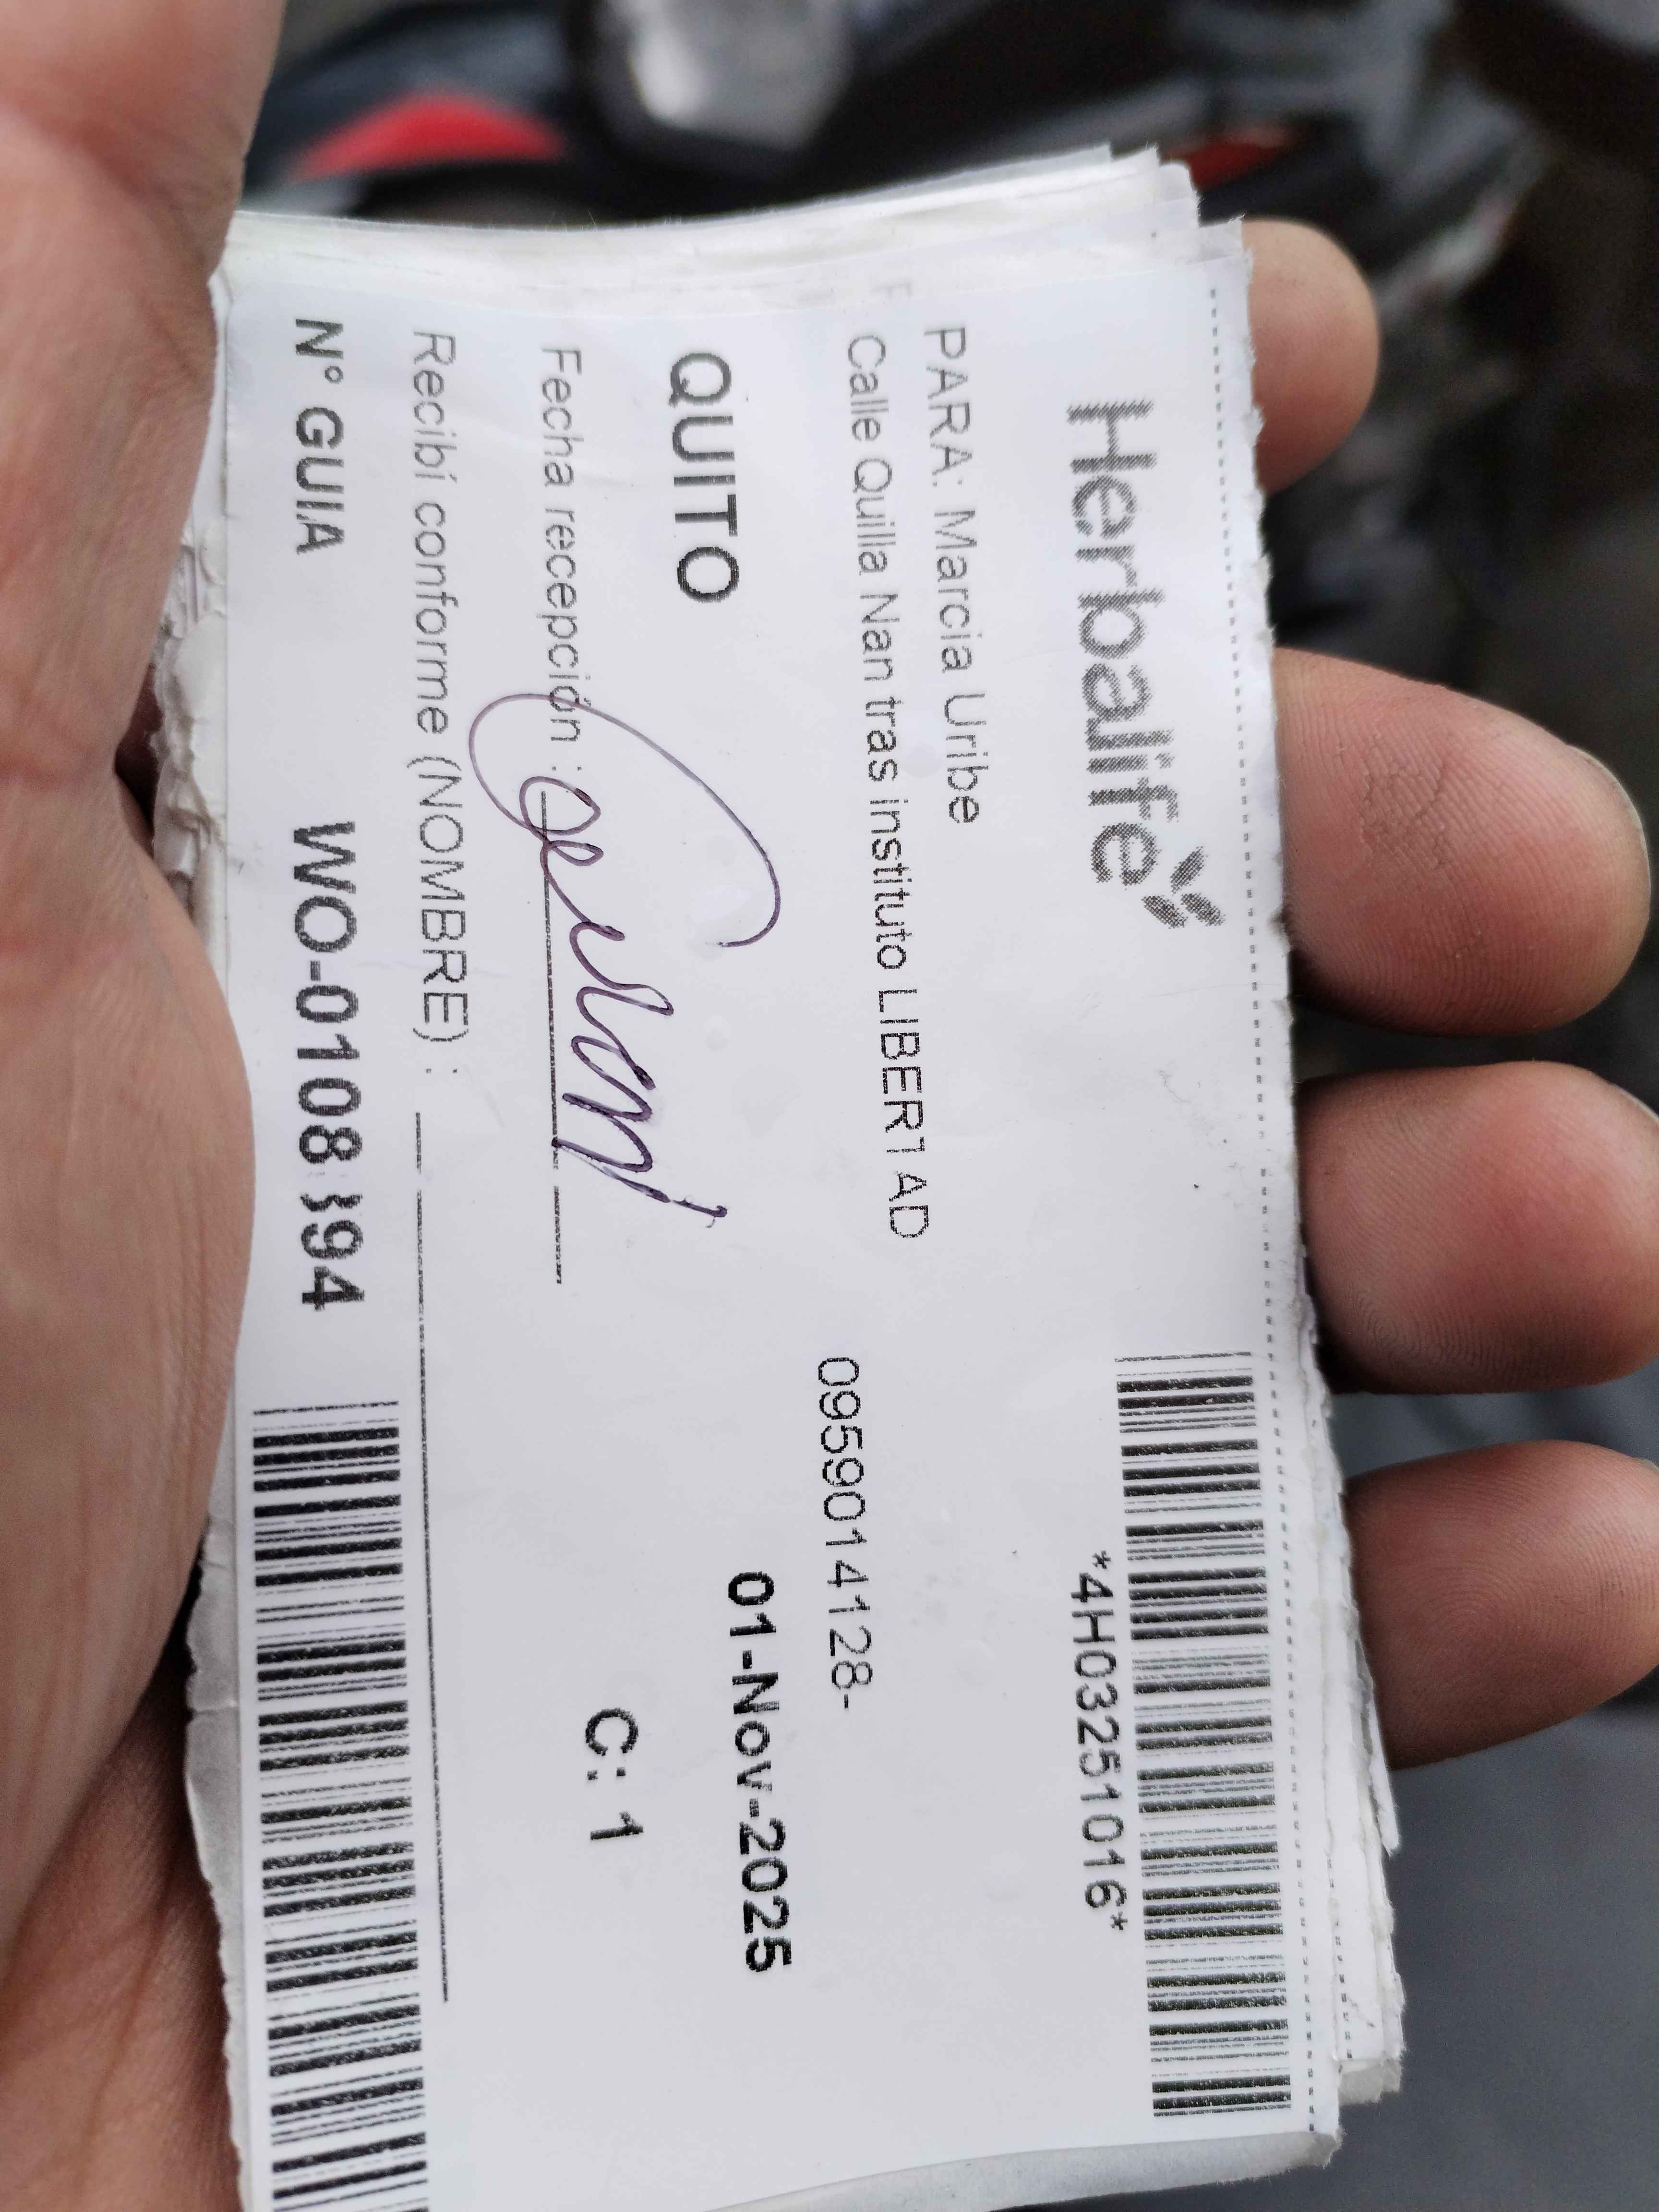 Herbalife
*4H03251016*
PARA: Marcia Uribe
Calle Quilla Nan tras instituto LIBERTAD
0959014128-
QUITO
01-Nov-2025
Fecha recepción :
C: 1
Recibí conforme (NOMBRE) :
N° GUIA